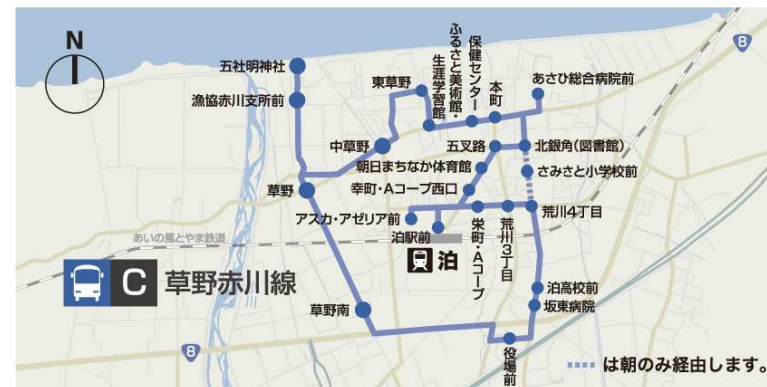 N
8
五社明神社
漁協赤川支所前
東草野
ふるさと美術館・
生涯学習館
保健センター
本町
あさひ総合病院前
中草野
五叉路
北銀角(図書館)
朝日まちなか体育館
さみさと小学校前
草野
幸町・Aコープ西口
アスカ・アゼリア前
泊駅前
栄町・Aコープ
荒川3丁目
荒川4丁目
あいの風とやま鉄道
泊
C 草野赤川線
草野南
泊高校前
坂東病院
役場前
8
は朝のみ経由します。